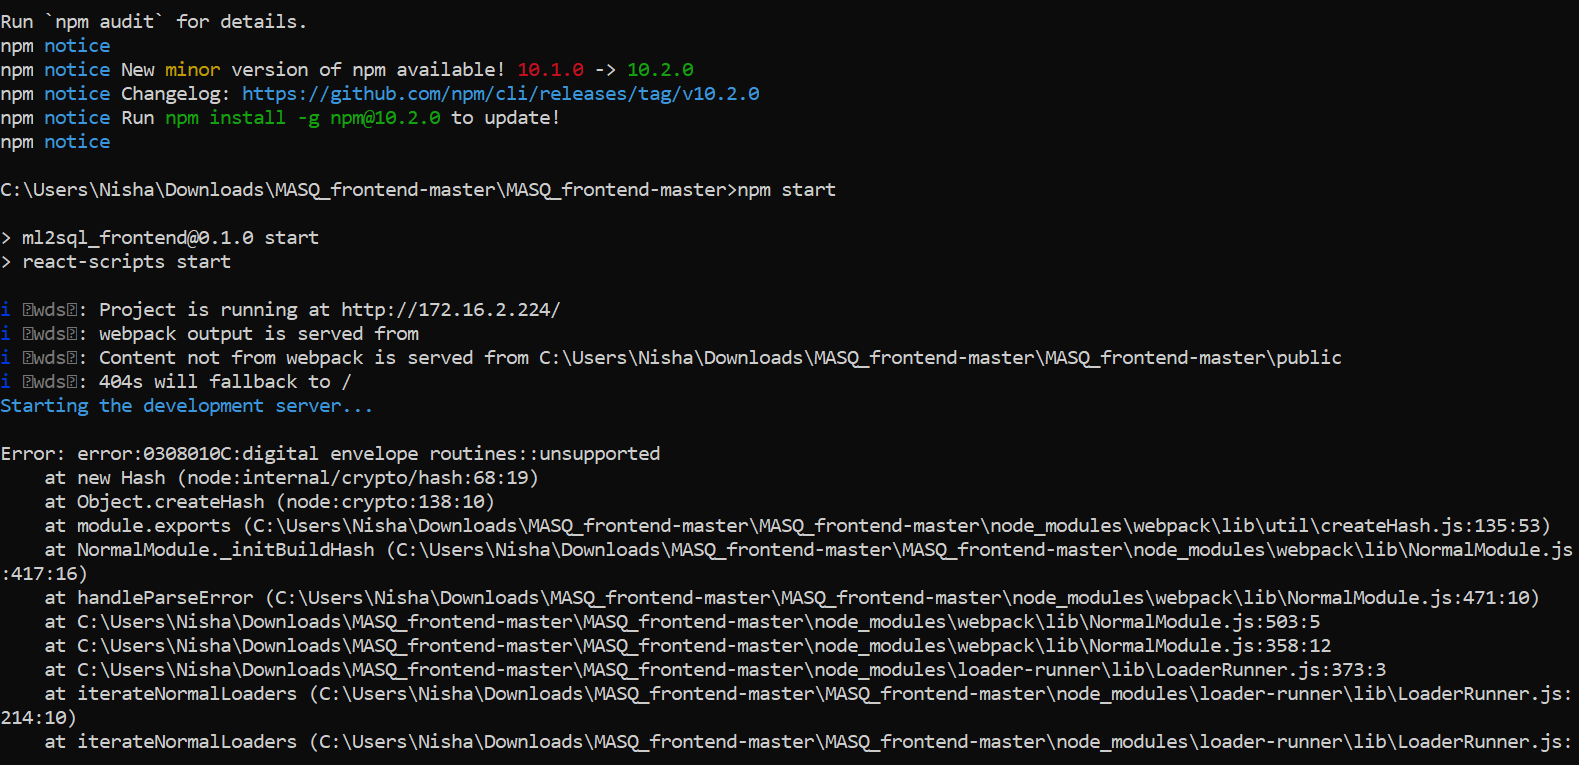 Run `npm audit` for details.
npm notice
npm notice New minor version of npm available! 10.1.0 -> 10.2.0
npm notice Changelog: https://github.com/npm/cli/releases/tag/v10.2.0
npm notice Run npm install -g npm@10.2.0 to update!
npm notice
C:\Users\Nisha\Downloads\MASQ_frontend-master\MASQ_frontend-master>npm start
> ml2sql_frontend@0.1.0 start
> react-scripts start
i ⍰wds⍰: Project is running at http://172.16.2.224/
i ⍰wds⍰: webpack output is served from
i ⍰wds⍰: Content not from webpack is served from C:\Users\Nisha\Downloads\MASQ_frontend-master\MASQ_frontend-master\public
i ⍰wds⍰: 404s will fallback to /
Starting the development server...
Error: error:0308010C:digital envelope routines::unsupported
    at new Hash (node:internal/crypto/hash:68:19)
    at Object.createHash (node:crypto:138:10)
    at module.exports (C:\Users\Nisha\Downloads\MASQ_frontend-master\MASQ_frontend-master\node_modules\webpack\lib\util\createHash.js:135:53)
    at NormalModule._initBuildHash (C:\Users\Nisha\Downloads\MASQ_frontend-master\MASQ_frontend-master\node_modules\webpack\lib\NormalModule.js
:417:16)
    at handleParseError (C:\Users\Nisha\Downloads\MASQ_frontend-master\MASQ_frontend-master\node_modules\webpack\lib\NormalModule.js:471:10)
    at C:\Users\Nisha\Downloads\MASQ_frontend-master\MASQ_frontend-master\node_modules\webpack\lib\NormalModule.js:503:5
    at C:\Users\Nisha\Downloads\MASQ_frontend-master\MASQ_frontend-master\node_modules\webpack\lib\NormalModule.js:358:12
    at C:\Users\Nisha\Downloads\MASQ_frontend-master\MASQ_frontend-master\node_modules\loader-runner\lib\LoaderRunner.js:373:3
    at iterateNormalLoaders (C:\Users\Nisha\Downloads\MASQ_frontend-master\MASQ_frontend-master\node_modules\loader-runner\lib\LoaderRunner.js:
214:10)
    at iterateNormalLoaders (C:\Users\Nisha\Downloads\MASQ_frontend-master\MASQ_frontend-master\node_modules\loader-runner\lib\LoaderRunner.js: